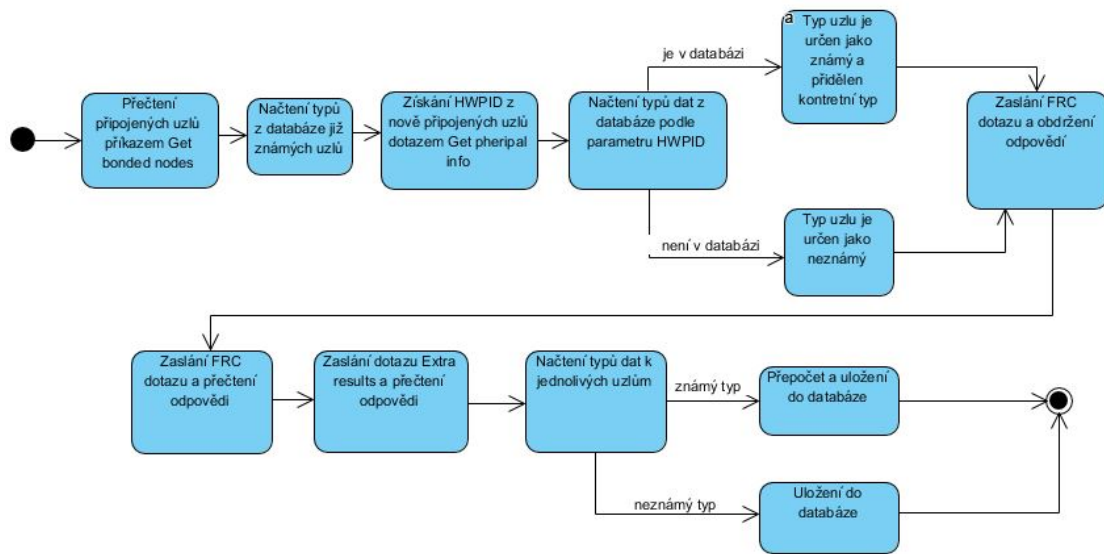 Přečtení
připojených uzlů
příkazem Get
bonded nodes
Načtení typů
z databáze již
známých uzlů
Získání HWPID z
nově připojených uzlů
dotazem Get pheripal
info
Načtení typů dat z
databáze podle
parametru HWPID
je v databázi
a
Typ uzlu je
určen jako
známý a
přidělen
kontretní typ
není v databázi
Typ uzlu je
určen jako
neznámý
Zaslání FRC
dotazu a obdržení
odpovědí
Zaslání FRC
dotazu a přečtení
odpovědi
Zaslání dotazu Extra
results a přečtení
odpovědi
Načtení typů dat k
jednolivých uzlům
známý typ
Přepočet a uložení
do databáze
neznámý typ
Uložení do
databáze